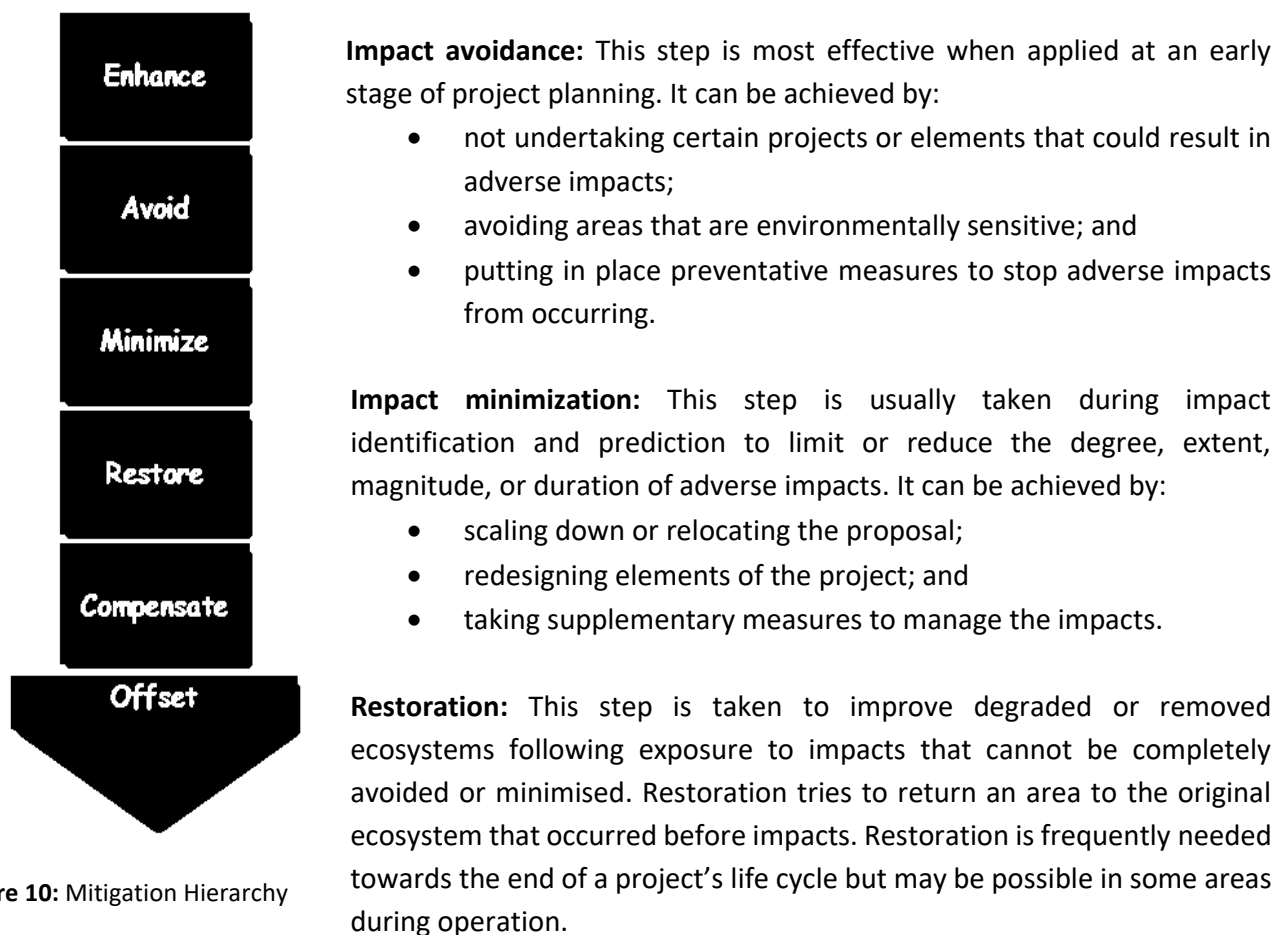 Enhance
Avoid
Minimize
Restore
Compensate
Offset
re 10: Mitigation Hierarchy
Impact avoidance: This step is most effective when applied at an early
stage of project planning. It can be achieved by:
• not undertaking certain projects or elements that could result in
adverse impacts;
• avoiding areas that are environmentally sensitive; and
• putting in place preventative measures to stop adverse impacts
from occurring.
Impact minimization: This step is usually taken during impact
identification and prediction to limit or reduce the degree, extent,
magnitude, or duration of adverse impacts. It can be achieved by:
• scaling down or relocating the proposal;
• redesigning elements of the project; and
• taking supplementary measures to manage the impacts.
Restoration: This step is taken to improve degraded or removed
ecosystems following exposure to impacts that cannot be completely
avoided or minimised. Restoration tries to return an area to the original
ecosystem that occurred before impacts. Restoration is frequently needed
towards the end of a project’s life cycle but may be possible in some areas
during operation.